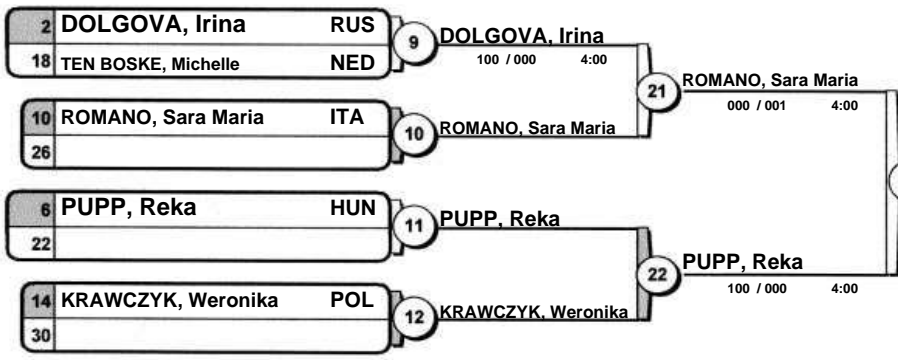 2 DOLGOVA, Irina RUS
18 TEN BOSKE, Michelle NED
9
DOLGOVA, Irina
100 / 000 4:00
10 ROMANO, Sara Maria ITA
26
10
ROMANO, Sara Maria
21
ROMANO, Sara Maria
000 / 001 4:00
6 PUPP, Reka HUN
22
11
PUPP, Reka
14 KRAWCZYK, Weronika POL
30
12
KRAWCZYK, Weronika
22
PUPP, Reka
100 / 000 4:00